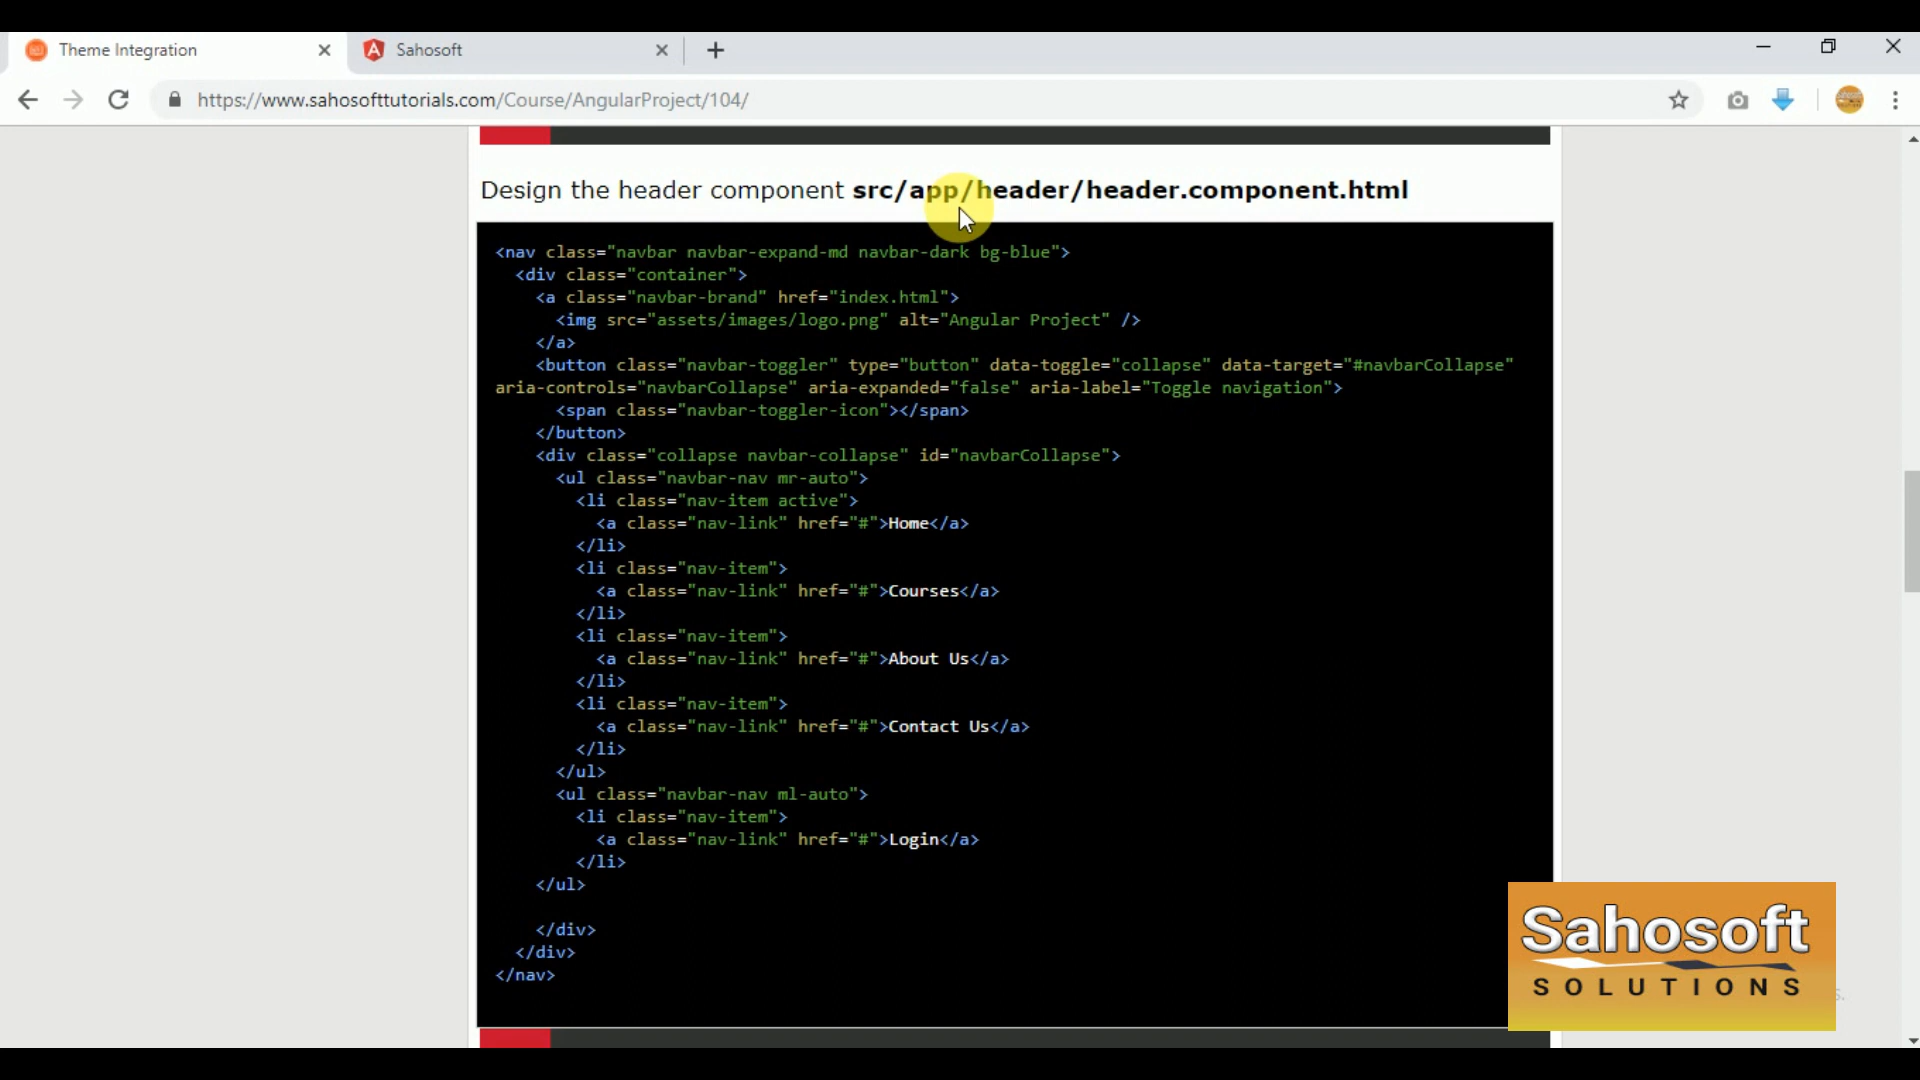 Theme Integration
Sahosoft
https://www.sahosofttutorials.com/Course/AngularProject/104/
Design the header component src/app/header/header.component.html
<nav class="navbar navbar-expand-md navbar-dark bg-blue">
<div class="container">
<a class="navbar-brand" href="index.html">
<img src="assets/images/logo.png" alt="Angular Project" />
</a>
<button class="navbar-toggler" type="button" data-toggle="collapse" data-target="#navbarCollapse"
aria-controls="navbarCollapse" aria-expanded="false" aria-label="Toggle navigation">
<span class="navbar-toggler-icon"></span>
</button>
<div class="collapse navbar-collapse" id="navbarCollapse">
<ul class="navbar-nav mr-auto">
<li class="nav-item active">
<a class="nav-link" href="#">Home</a>
</li>
<li class="nav-item">
<a class="nav-link" href="#">Courses</a>
</li>
<li class="nav-item">
<a class="nav-link" href="#">About Us</a>
</li>
<li class="nav-item">
<a class="nav-link" href="#">Contact Us</a>
</li>
</ul>
<ul class="navbar-nav ml-auto">
<li class="nav-item">
<a class="nav-link" href="#">Login</a>
</li>
</ul>
</div>
</div>
</nav>
Sahosoft
SOLUTIONS